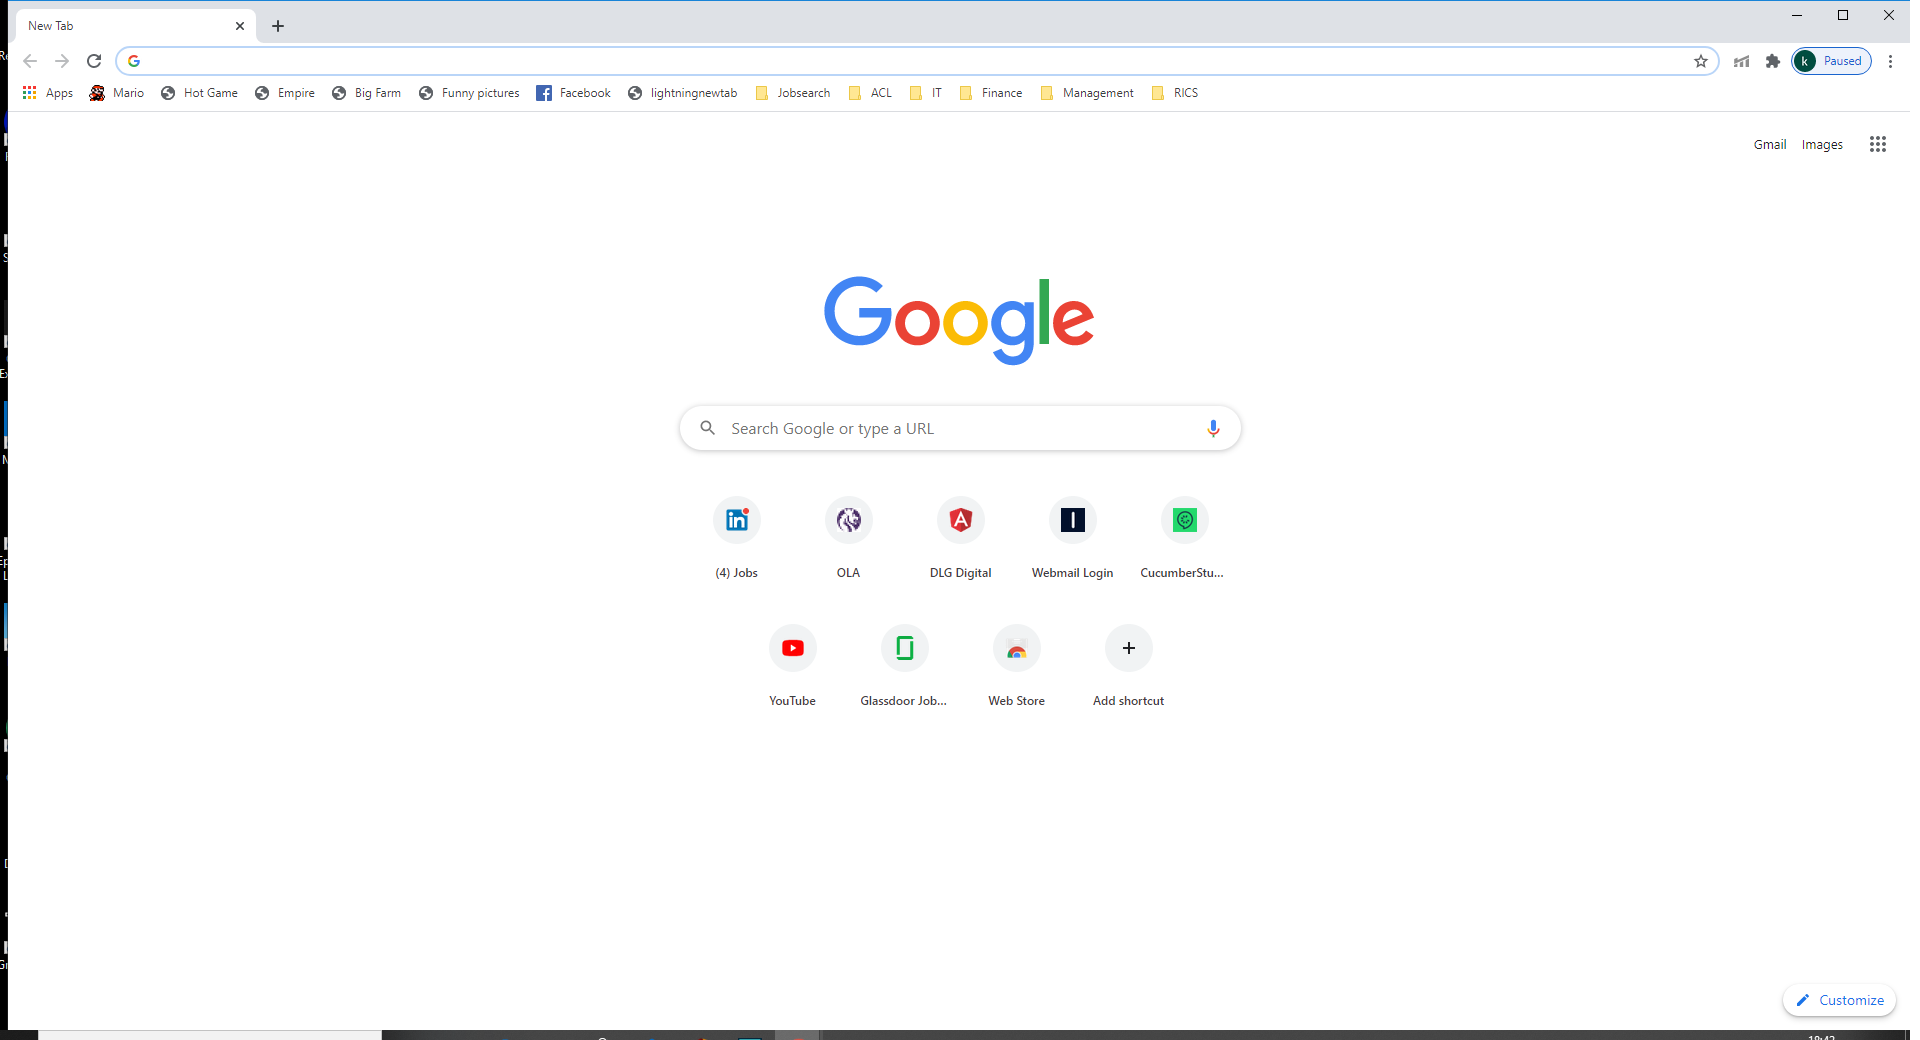 New Tab
Paused
Apps Mario Hot Game Empire Big Farm Funny pictures Facebook lightningnewtab Jobsearch ACL IT Finance Management RICS
Gmail Images
Google
Search Google or type a URL
(4) Jobs OLA DLG Digital Webmail Login CucumberStu...
YouTube Glassdoor Job... Web Store Add shortcut
Customize